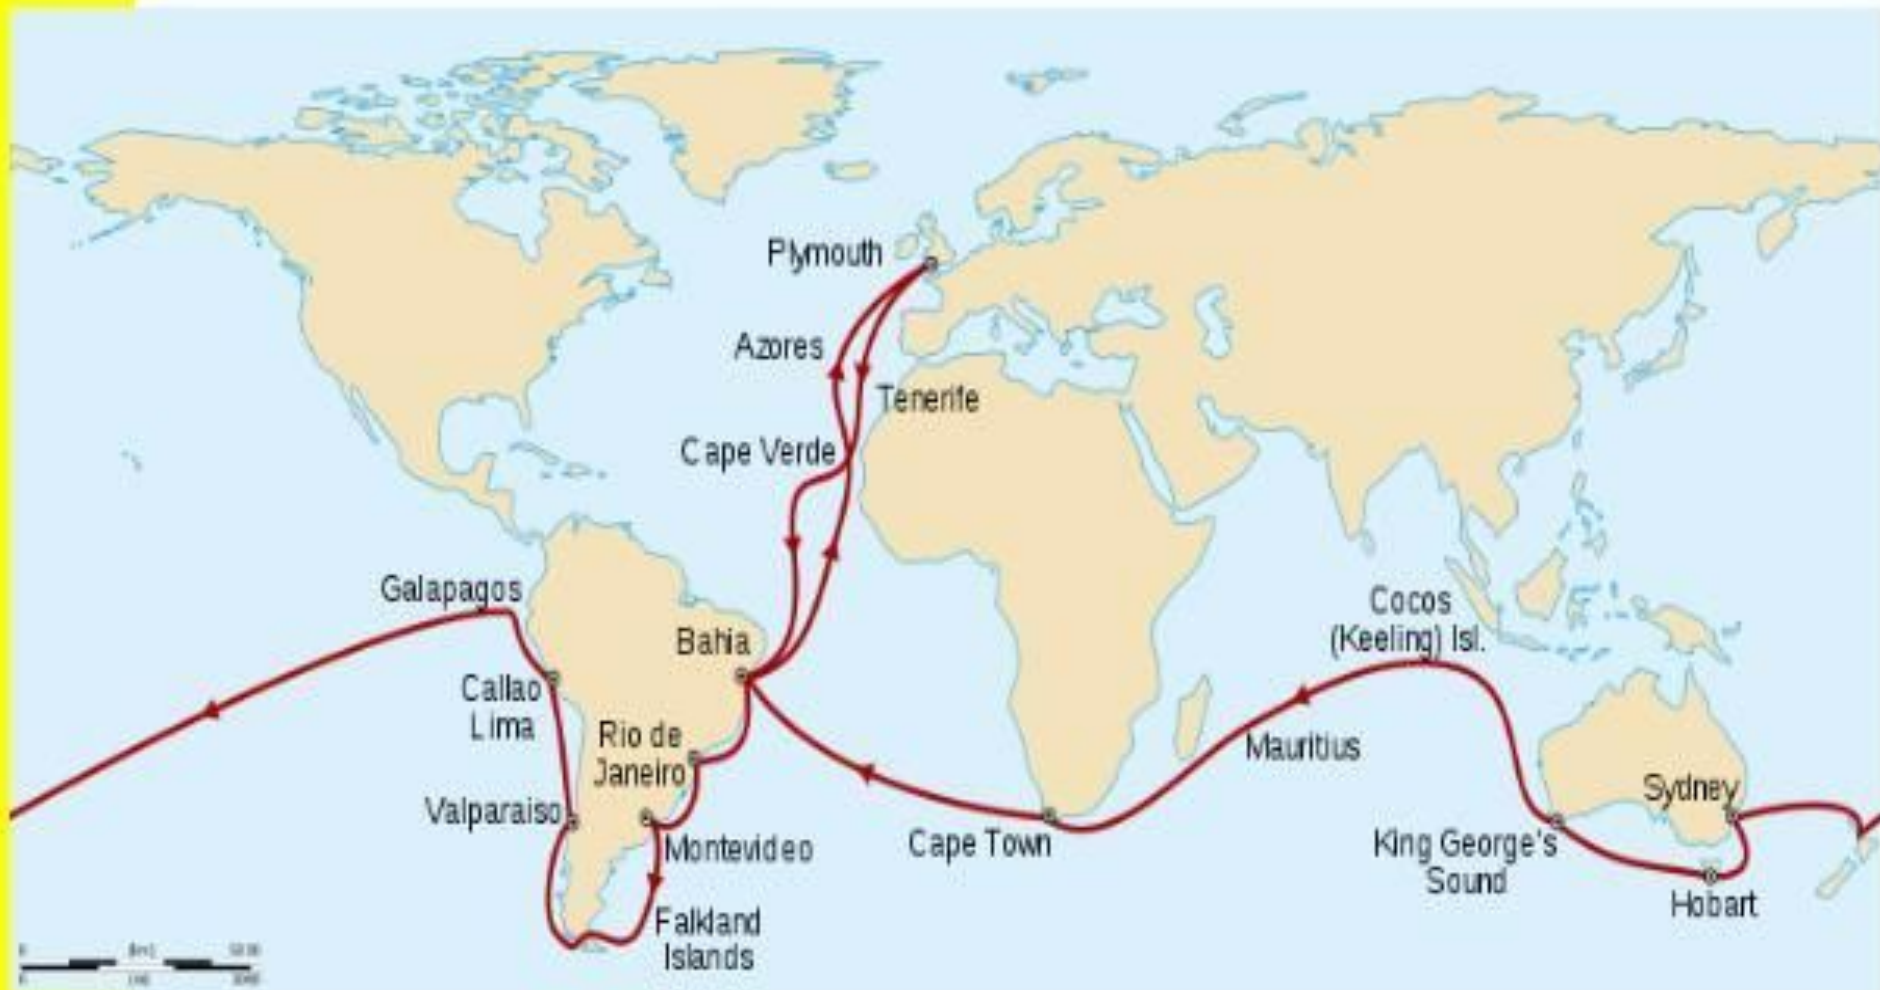 Plymouth
Azores
Tenerife
Cape Verde
Galapagos
Bahia
Cocos
(Keeling) Isl.
Callao
Lima
Rio de
Janeiro
Mauritius
Sydney
Valparaiso
Montevideo
Cape Town
King George's
Sound
Hobart
Falkland
Islands